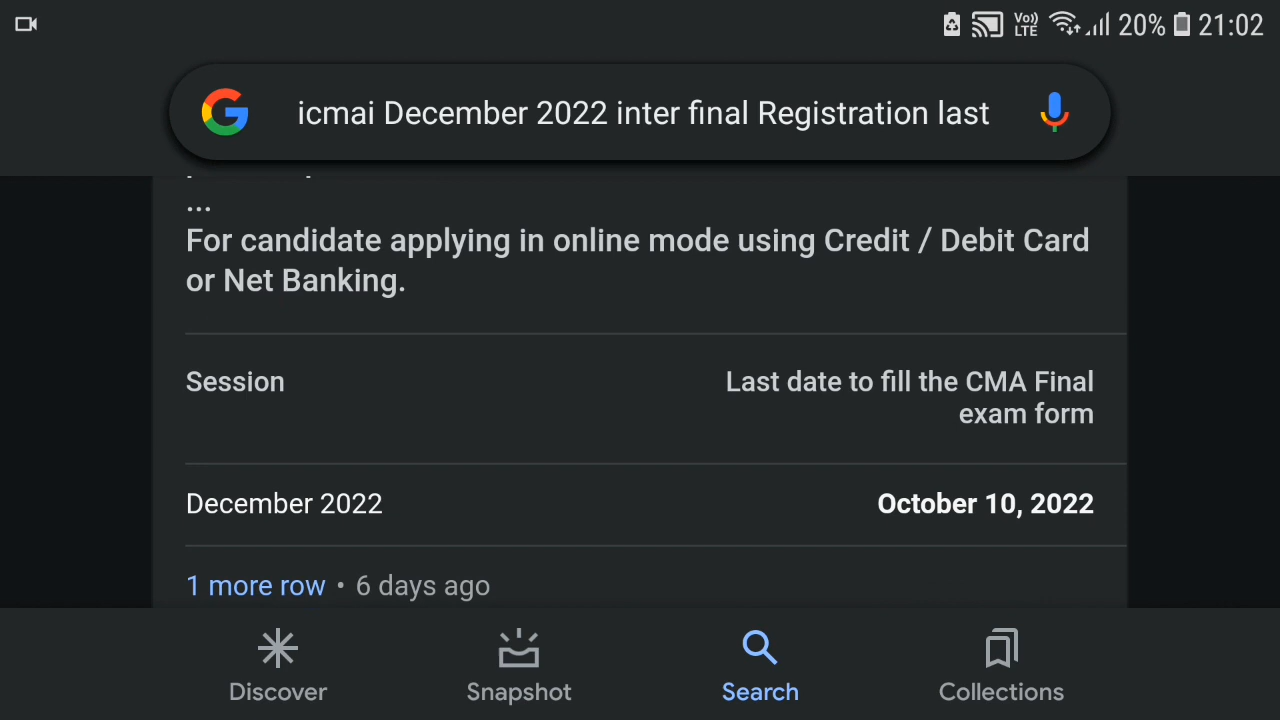 Vo)) LTE 20% 21:02
icmai December 2022 inter final Registration last
...
For candidate applying in online mode using Credit / Debit Card
or Net Banking.
Session Last date to fill the CMA Final
exam form
December 2022 October 10, 2022
1 more row • 6 days ago
Discover Snapshot Search Collections